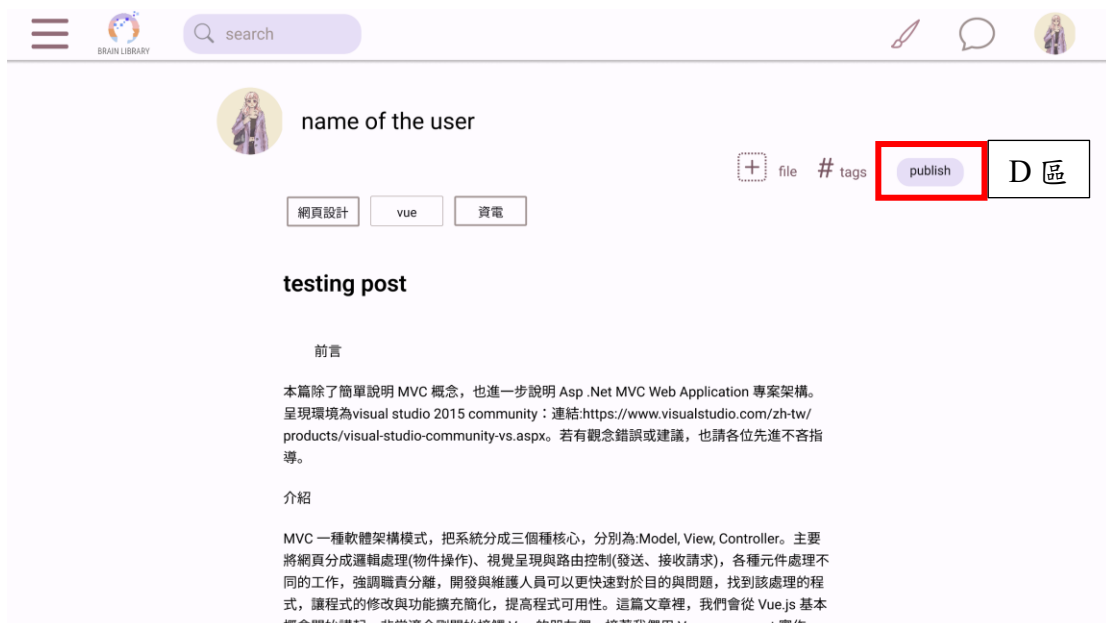 BRAIN LIBRARY
search
name of the user
file
# tags
publish
D 區
網頁設計
vue
資電
testing post
前言
本篇除了簡單說明 MVC 概念，也進一步說明 Asp .Net MVC Web Application 專案架構。
呈現環境為visual studio 2015 community：連結:https://www.visualstudio.com/zh-tw/
products/visual-studio-community-vs.aspx。若有觀念錯誤或建議，也請各位先進不吝指
導。
介紹
MVC 一種軟體架構模式，把系統分成三個種核心，分別為:Model, View, Controller。主要
將網頁分成邏輯處理(物件操作)、視覺呈現與路由控制(發送、接收請求)，各種元件處理不
同的工作，強調職責分離，開發與維護人員可以更快速對於目的與問題，找到該處理的程
式，讓程式的修改與功能擴充簡化，提高程式可用性。這篇文章裡，我們會從 Vue.js 基本